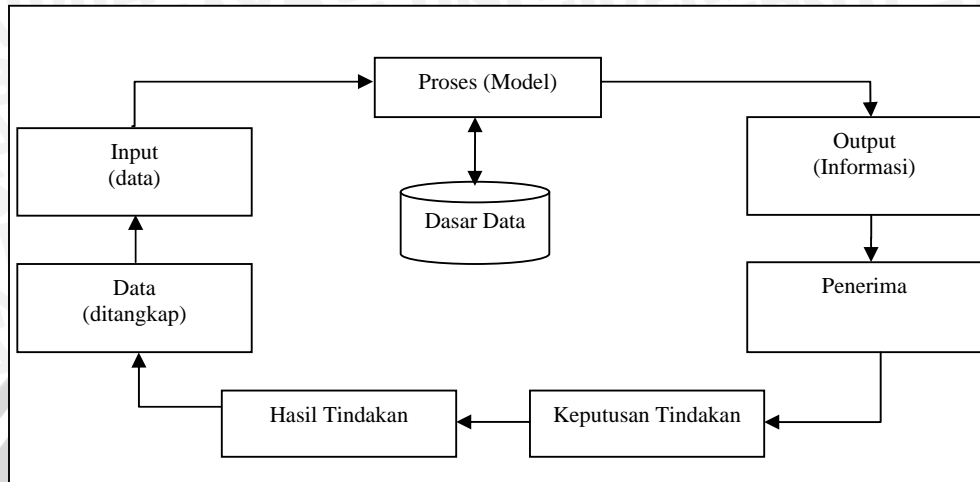 Proses (Model)
Input
(data)
Output
(Informasi)
Dasar Data
Data
(ditangkap)
Penerima
Hasil Tindakan
Keputusan Tindakan